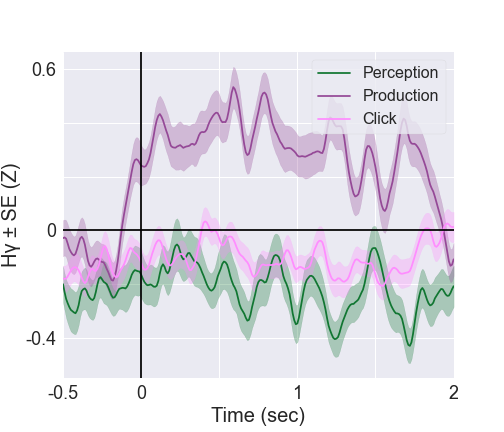 Perception
Production
Click
0.6
0
-0.4
Hγ ± SE (Z)
-0.5
0
1
2
Time (sec)